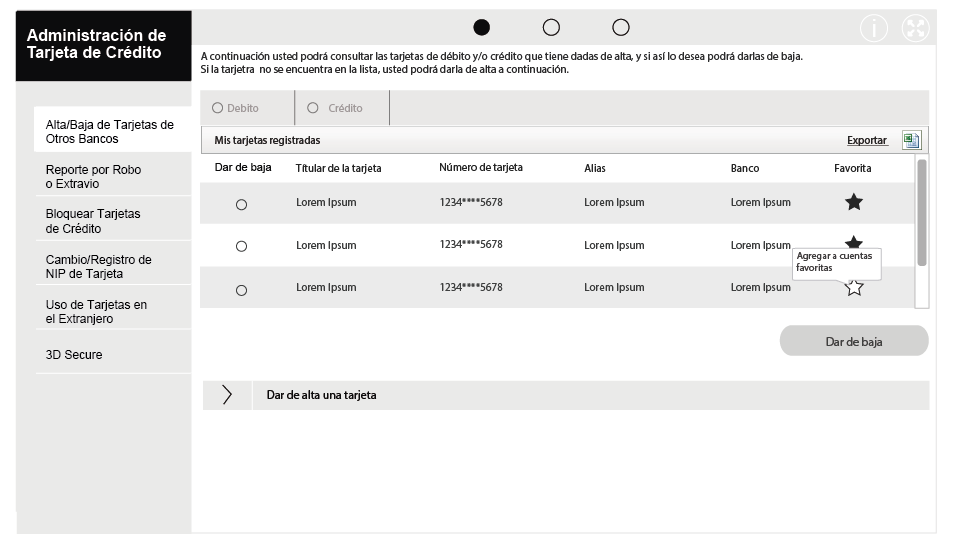 Administración de
Tarjeta de Crédito
A continuación usted podrá consultar las tarjetas de débito y/o crédito que tiene dadas de alta, y si así lo desea podrá darlas de baja.
Si la tarjetra no se encuentra en la lista, usted podrá darla de alta a continuación.
Alta/Baja de Tarjetas de
Otros Bancos
Reporte por Robo
o Extravio
Bloquear Tarjetas
de Crédito
Cambio/Registro de
NIP de Tarjeta
Uso de Tarjetas en
el Extranjero
3D Secure
Debito Crédito
Mis tarjetas registradas Exportar
Dar de baja Títular de la tarjeta Número de tarjeta Alias Banco Favorita
Lorem Ipsum 1234****5678 Lorem Ipsum Lorem Ipsum
Lorem Ipsum 1234****5678 Lorem Ipsum Lorem Ipsum
Agregar a cuentas
favoritas
Lorem Ipsum 1234****5678 Lorem Ipsum Lorem Ipsum
Dar de baja
Dar de alta una tarjeta